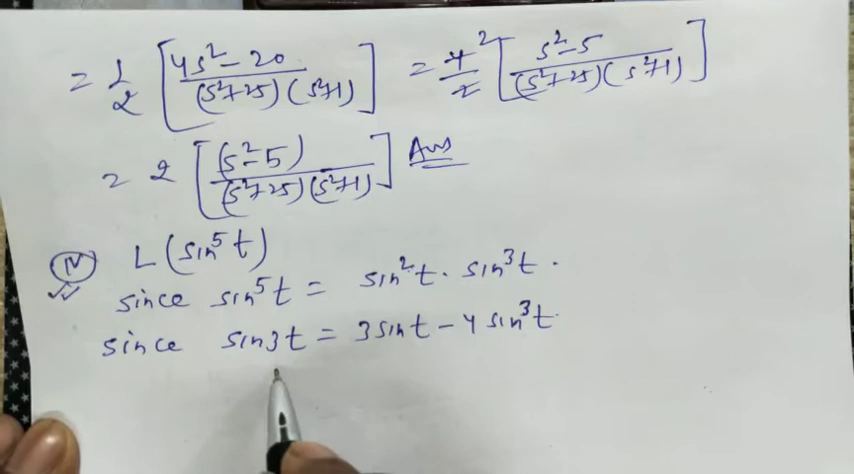 = 1/2 [ 4s² - 20 / (s²+25)(s²+1) ] = 4/2 ² [ s²-5 / (s²+25)(s²+1) ]
= 2 [ (s²-5) / (s²+25)(s²+1) ] Ans
(IV) L(sin⁵t)
since sin⁵t = sin²t · sin³t .
since sin3t = 3sint - 4 sin³t.